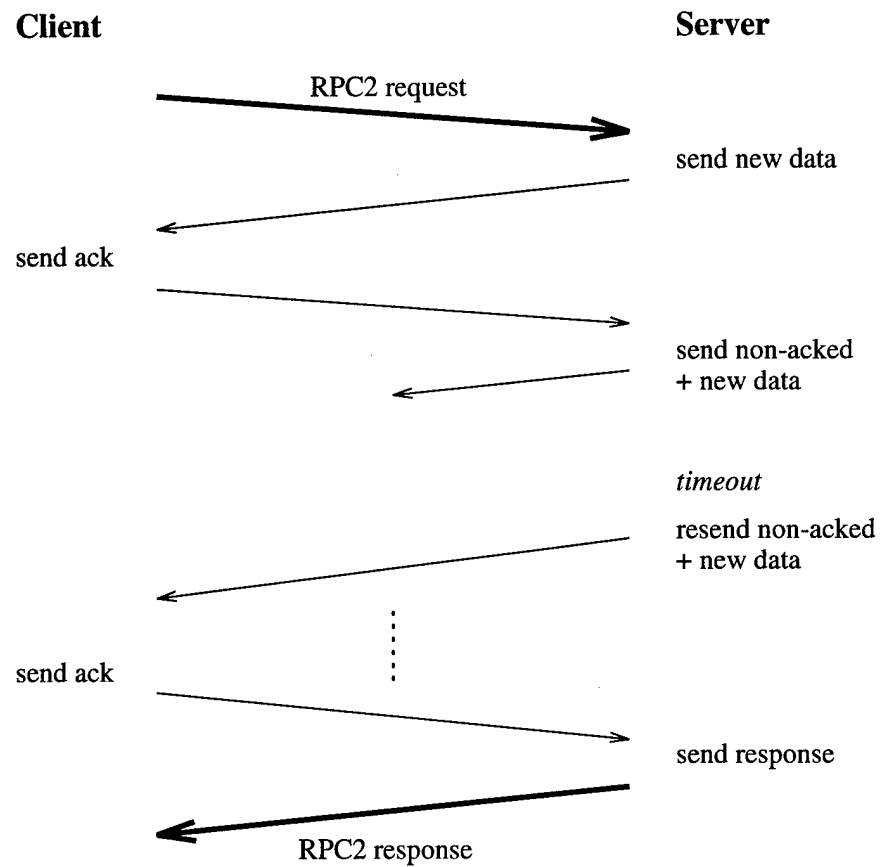 Client
Server
RPC2 request
send new data
send ack
send non-acked
+ new data
timeout
resend non-acked
+ new data
send ack
send response
RPC2 response